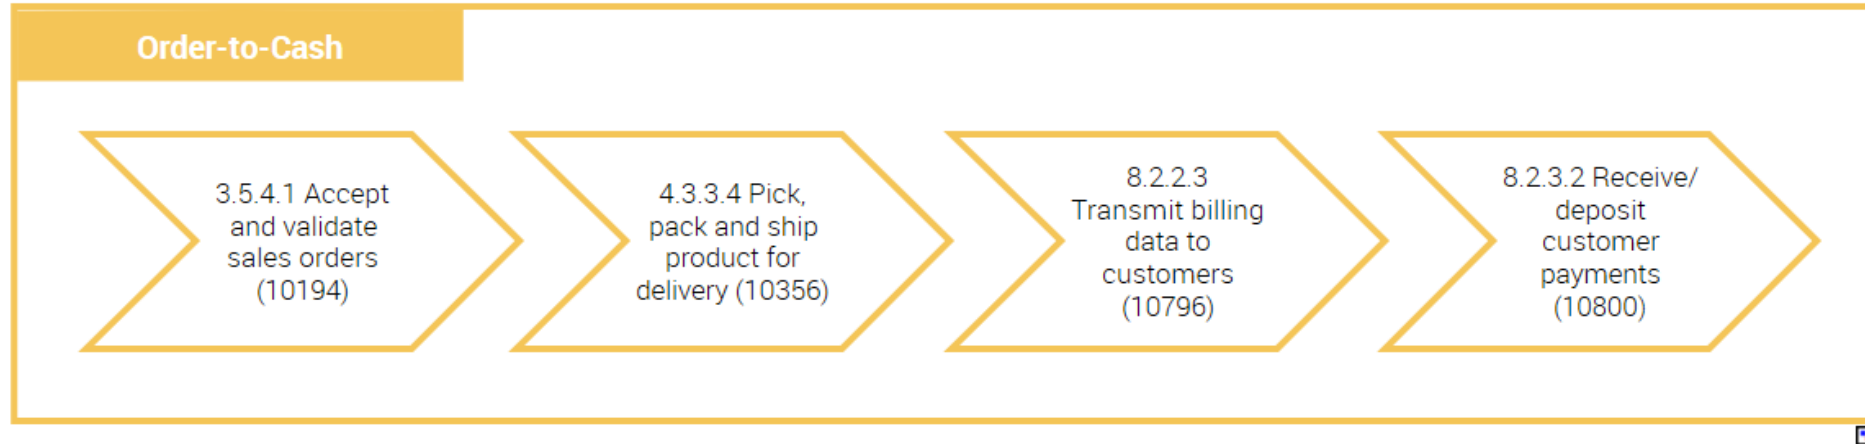 Order-to-Cash
3.5.4.1 Accept
and validate
sales orders
(10194)
4.3.3.4 Pick,
pack and ship
product for
delivery (10356)
8.2.2.3
Transmit billing
data to
customers
(10796)
8.2.3.2 Receive/
deposit
customer
payments
(10800)